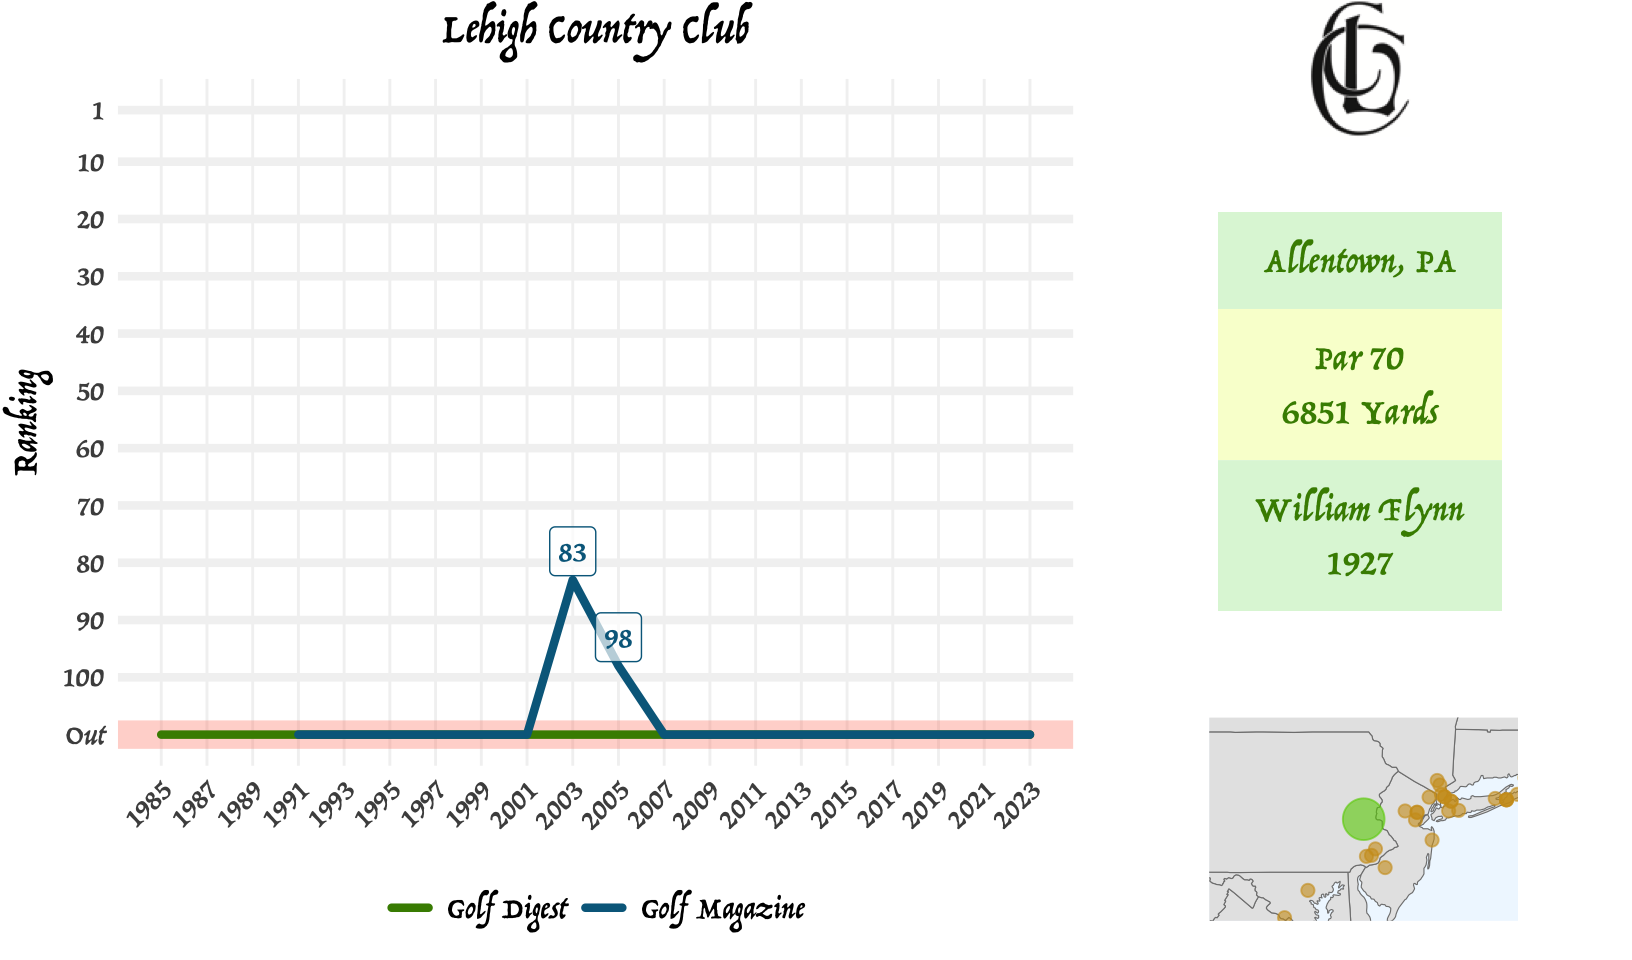 Lehigh Country Club
Ranking
1
10
20
30
40
50
60
70
80
90
100
Out
83
98
1985 1987 1989 1991 1993 1995 1997 1999 2001 2003 2005 2007 2009 2011 2013 2015 2017 2019 2021 2023
Golf Digest Golf Magazine
LCC
Allentown, PA
Par 70
6851 Yards
William Flynn
1927